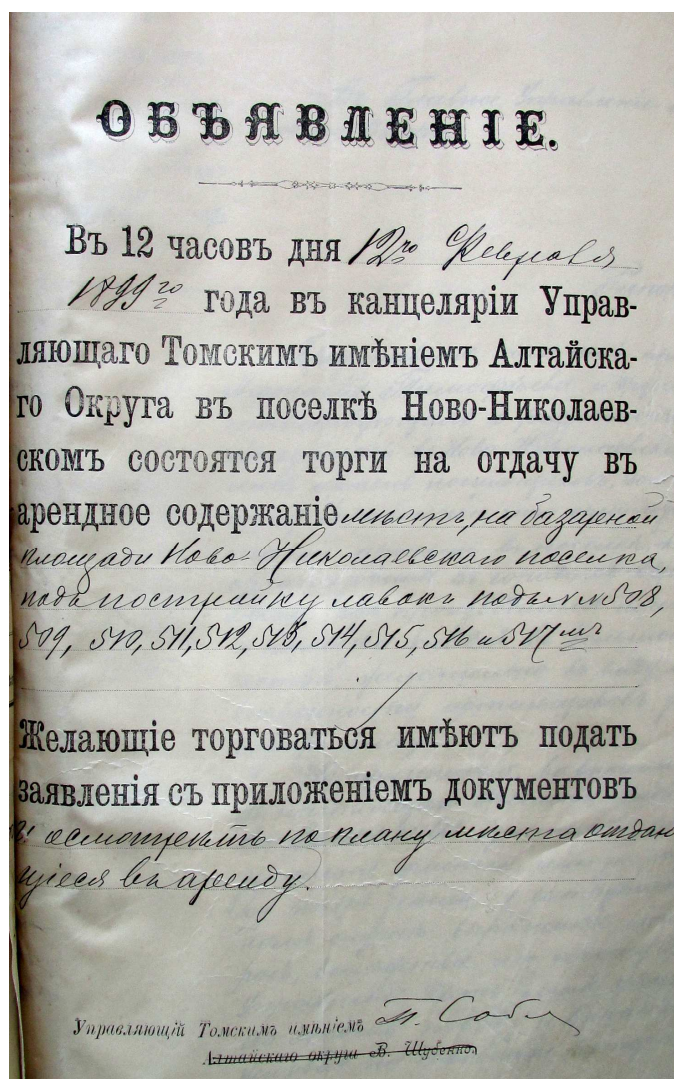 ОБЪЯВЛЕНІЕ.
Въ 12 часовъ дня 12го Февраля
1899го года въ канцеляріи Управ-
ляющаго Томскимъ имѣніемъ Алтайска-
го Округа въ поселкѣ Ново-Николаев-
скомъ состоятся торги на отдачу въ
арендное содержаніе мѣстъ, на базарной
площади Ново-Николаевскаго поселка,
подъ постройку лавокъ подъ NN 508,
509, 510, 511, 512, 513, 514, 515, 516 и 517мъ
Желающіе торговаться имѣютъ подать
заявленія съ приложеніемъ документовъ
осмотрѣть по плану мѣста отдаю
щіеся въ аренду.
Управляющій Томскимъ имѣніемъ П.
Алтайскаго округа В. Шубенко